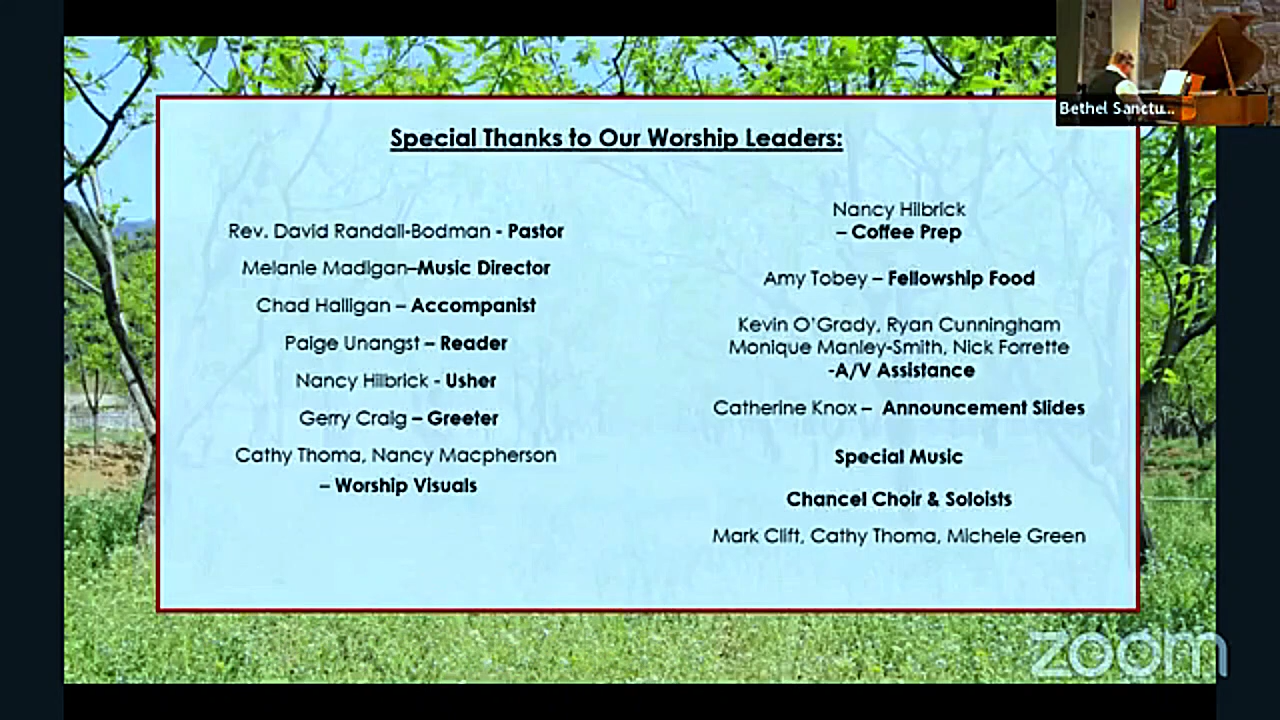 Special Thanks to Our Worship Leaders:
Rev. David Randall-Bodman - Pastor
Melanie Madigan–Music Director
Chad Halligan – Accompanist
Paige Unangst – Reader
Nancy Hilbrick - Usher
Gerry Craig – Greeter
Cathy Thoma, Nancy Macpherson
– Worship Visuals
Nancy Hilbrick
– Coffee Prep
Amy Tobey – Fellowship Food
Kevin O'Grady, Ryan Cunningham
Monique Manley-Smith, Nick Forrette
-A/V Assistance
Catherine Knox – Announcement Slides
Special Music
Chancel Choir & Soloists
Mark Clift, Cathy Thoma, Michele Green
Bethel Sanctu...
zoom